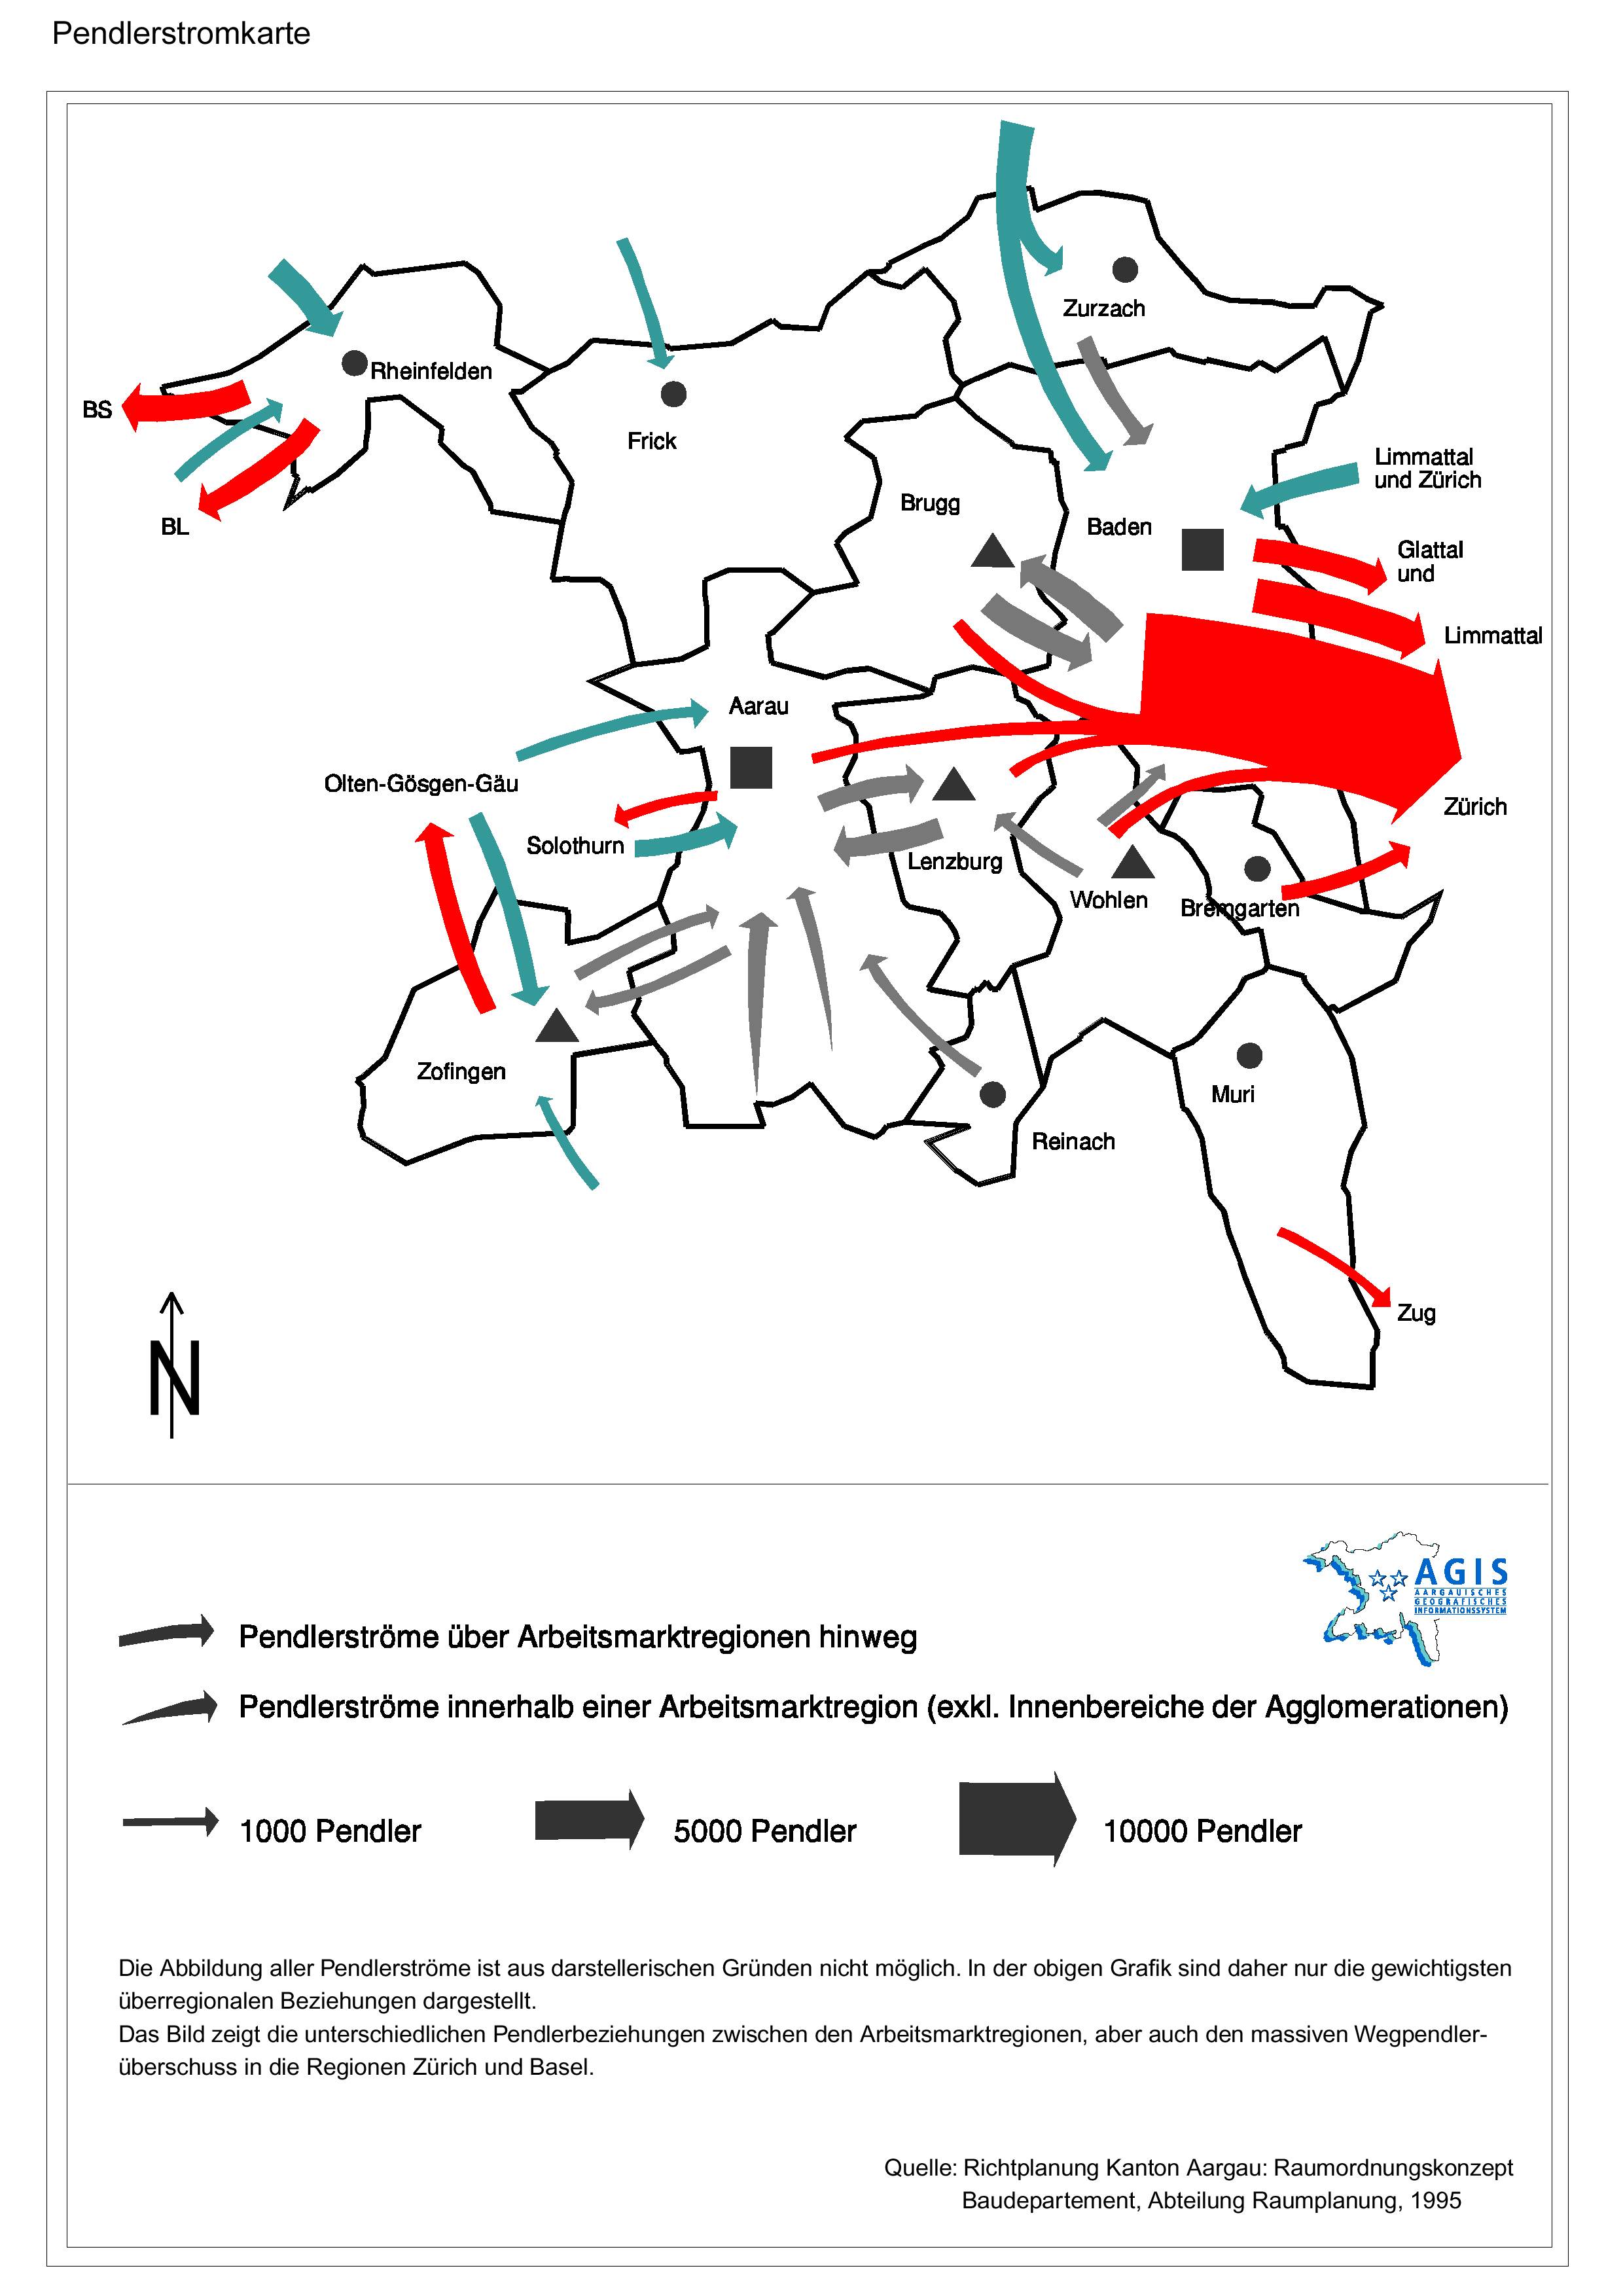 Pendlerstromkarte
Zurzach
Rheinfelden
BS
Frick
Limmattal
und Zürich
Brugg
Baden
BL
Glattal
und
Limmattal
Aarau
Olten-Gösgen-Gäu
Zürich
Solothurn
Lenzburg
Wohlen
Bremgarten
Zofingen
Muri
Reinach
Zug
N
AGIS
AARGAUISCHES
GEOGRAFISCHES
INFORMATIONSSYSTEM
Pendlerströme über Arbeitsmarktregionen hinweg
Pendlerströme innerhalb einer Arbeitsmarktregion (exkl. Innenbereiche der Agglomerationen)
1000 Pendler
5000 Pendler
10000 Pendler
Die Abbildung aller Pendlerströme ist aus darstellerischen Gründen nicht möglich. In der obigen Grafik sind daher nur die gewichtigsten
überregionalen Beziehungen dargestellt.
Das Bild zeigt die unterschiedlichen Pendlerbeziehungen zwischen den Arbeitsmarktregionen, aber auch den massiven Wegpendler-
überschuss in die Regionen Zürich und Basel.
Quelle: Richtplanung Kanton Aargau: Raumordnungskonzept
Baudepartement, Abteilung Raumplanung, 1995